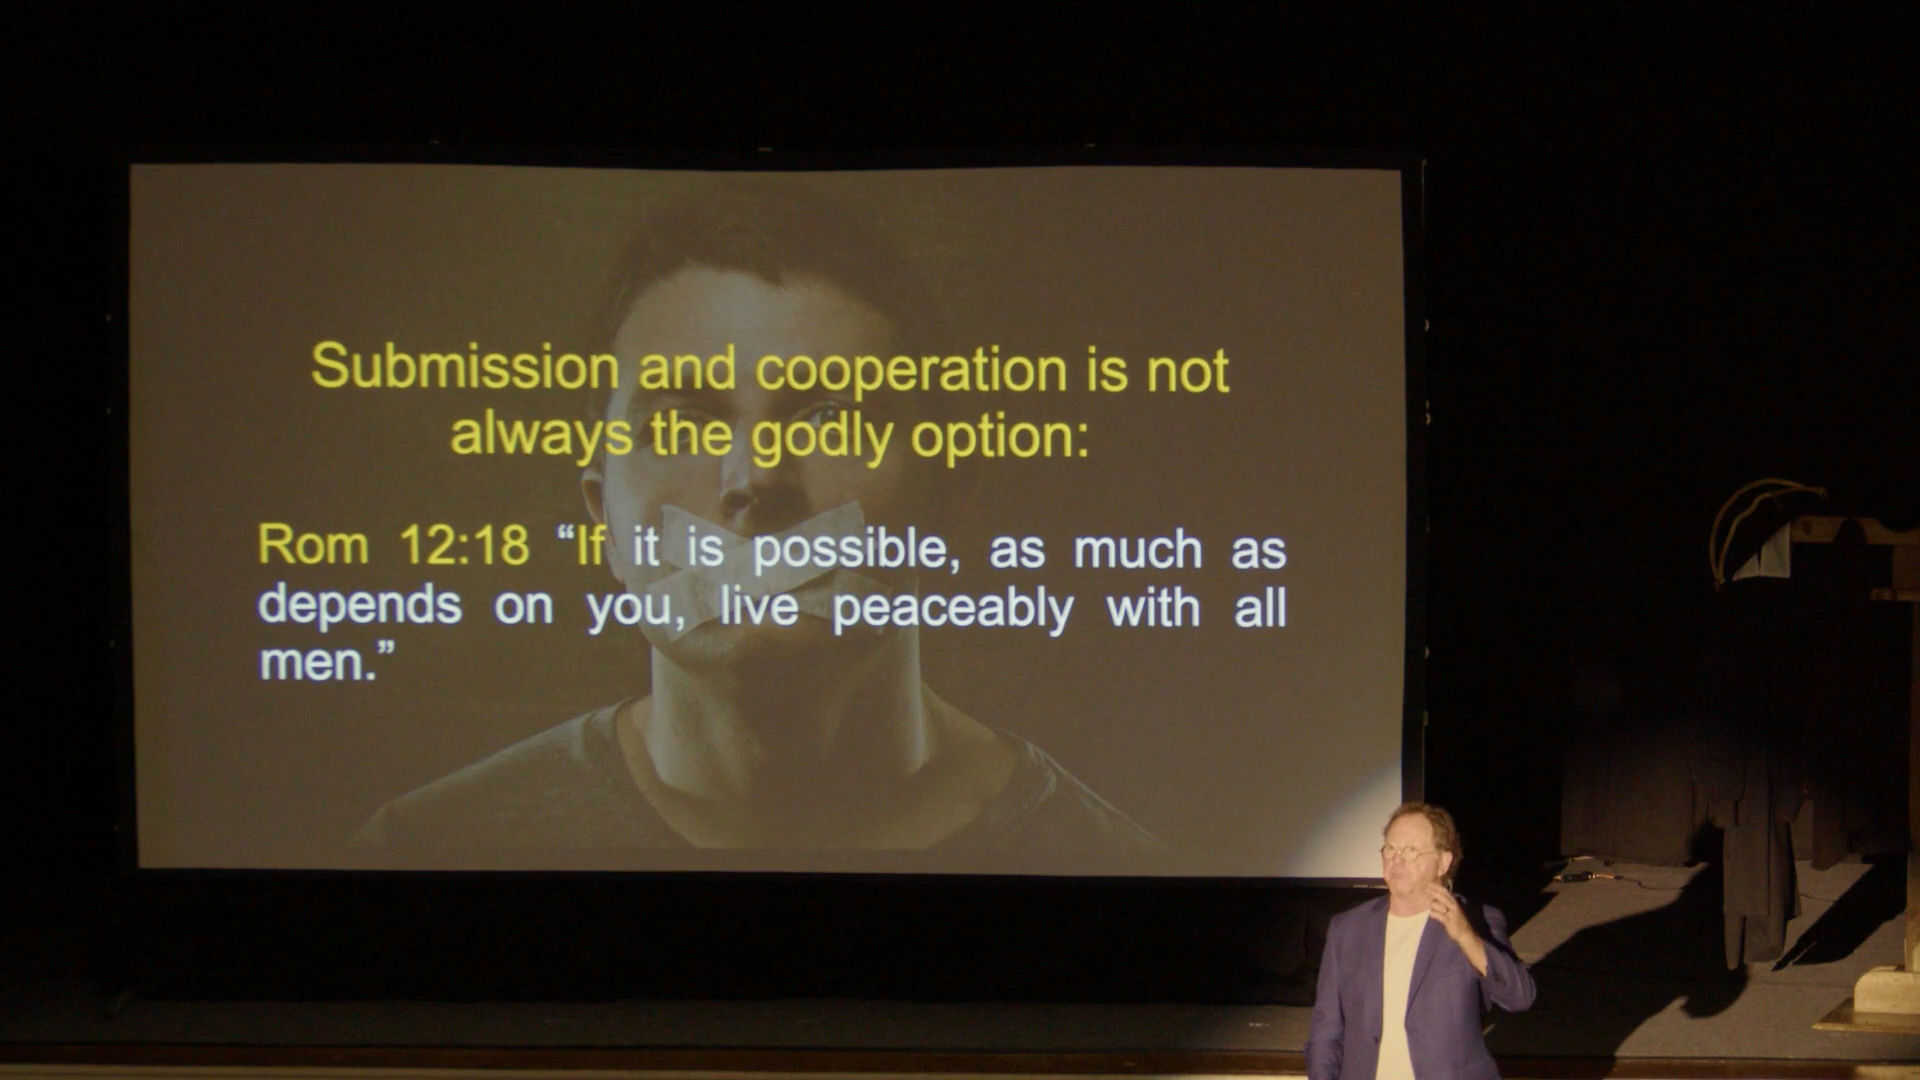 Submission and cooperation is not
always the godly option:
Rom 12:18 “If it is possible, as much as
depends on you, live peaceably with all
men.”